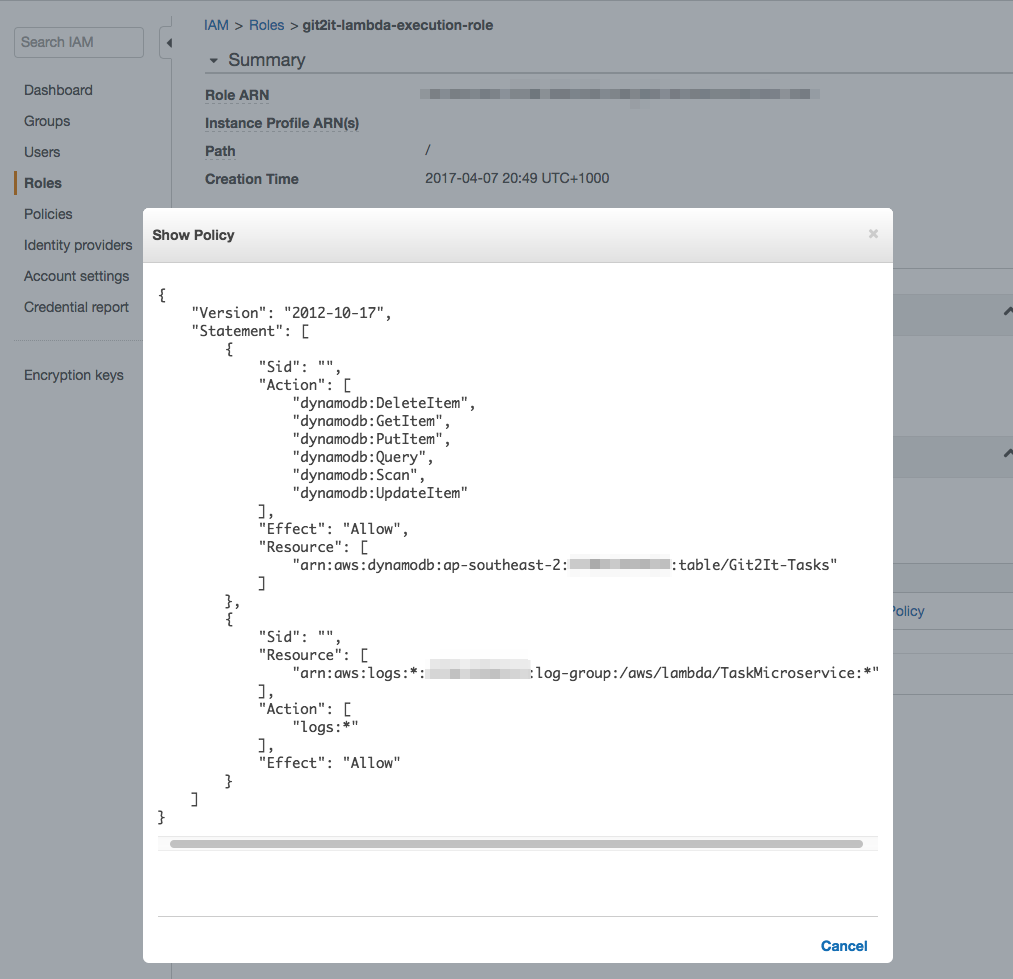 IAM > Roles > git2it-lambda-execution-role
Search IAM
Summary
Dashboard
Groups
Users
Roles
Policies
Identity providers
Account settings
Credential report
Encryption keys
Role ARN
Instance Profile ARN(s)
Path /
Creation Time 2017-04-07 20:49 UTC+1000
Show Policy ×
{
"Version": "2012-10-17",
"Statement": [
{
"Sid": "",
"Action": [
"dynamodb:DeleteItem",
"dynamodb:GetItem",
"dynamodb:PutItem",
"dynamodb:Query",
"dynamodb:Scan",
"dynamodb:UpdateItem"
],
"Effect": "Allow",
"Resource": [
"arn:aws:dynamodb:ap-southeast-2: :table/Git2It-Tasks"
]
},
{
"Sid": "",
"Resource": [
"arn:aws:logs:*: :log-group:/aws/lambda/TaskMicroservice:*"
],
"Action": [
"logs:*"
],
"Effect": "Allow"
}
]
}
Policy
Cancel